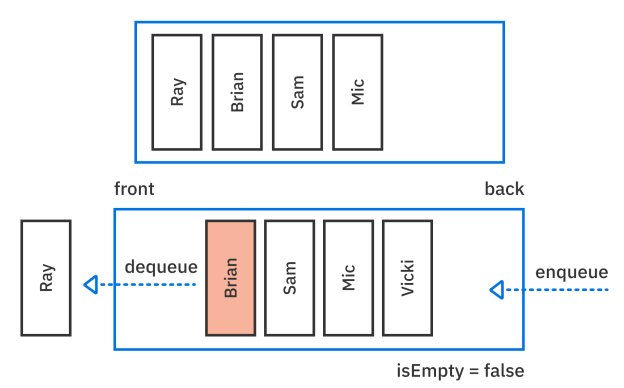 Ray
Brian
Sam
Mic
front
back
Ray
dequeue
Brian
Sam
Mic
Vicki
enqueue
isEmpty = false